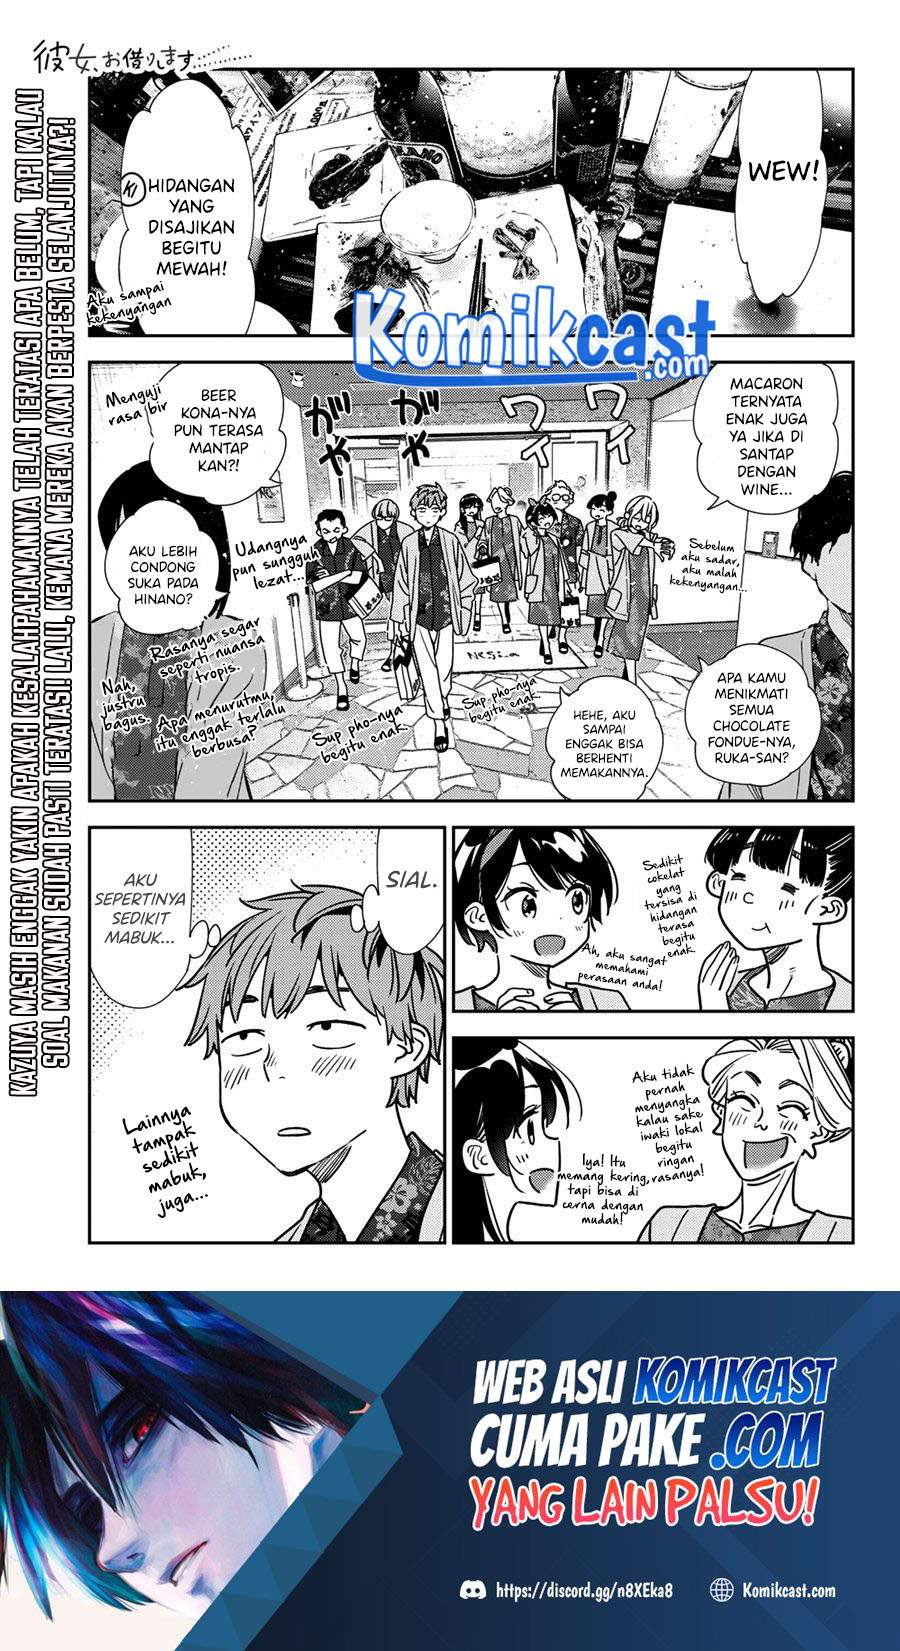 彼女、お借りします
KAZUYA MASIH ENGGAK YAKIN APAKAH KESALAHPAHAMANNYA TELAH TERATASI APA BELUM, TAPI KALAU
SOAL MAKANAN SUDAH PASTI TERATASI! LALU, KEMANA MEREKA AKAN BERPESTA SELANJUTNYA?!
WEW!
HIDANGAN
YANG
DISAJIKAN
BEGITU
MEWAH!
Aku sampai
kekenyangan
Komikcast
.com
MACARON
TERNYATA
ENAK JUGA
YA JIKA DI
SANTAP
DENGAN
WINE...
Sebelum
aku sadar,
aku malah
kekenyangan...
ワイワイ
ガヤガヤ
BEER
KONA-NYA
PUN TERASA
MANTAP
KAN?!
Menguji
rasa bir
AKU LEBIH
CONDONG
SUKA PADA
HINANO?
Udangnya
pun sungguh
lezat...
Rasanya segar
seperti nuansa
tropis.
Nah,
justru
bagus.
Apa menurutmu,
itu enggak terlalu
berbusa?
Sup pho-nya
begitu enak.
Sup pho-nya
begitu enak.
Nesia
APA KAMU
MENIKMATI
SEMUA
CHOCOLATE
FONDUE-NYA,
RUKA-SAN?
HEHE, AKU
SAMPAI
ENGGAK BISA
BERHENTI
MEMAKANNYA.
Sedikit
cokelat
yang
tersisa di
hidangan
terasa
begitu
enak.
Ah, aku sangat
memahami
perasaan anda!
SIAL.
AKU
SEPERTINYA
SEDIKIT
MABUK...
Lainnya
tampak
sedikit
mabuk,
juga...
Aku tidak
pernah
menyangka
kalau sake
iwaki lokal
begitu
ringan
rasanya!
Iya! Itu
memang kering,
tapi bisa di
cerna dengan
mudah!
WEB ASLI KOMIKCAST
CUMA PAKE .COM
YANG LAIN PALSU!
https://discord.gg/n8XEka8
Komikcast.com